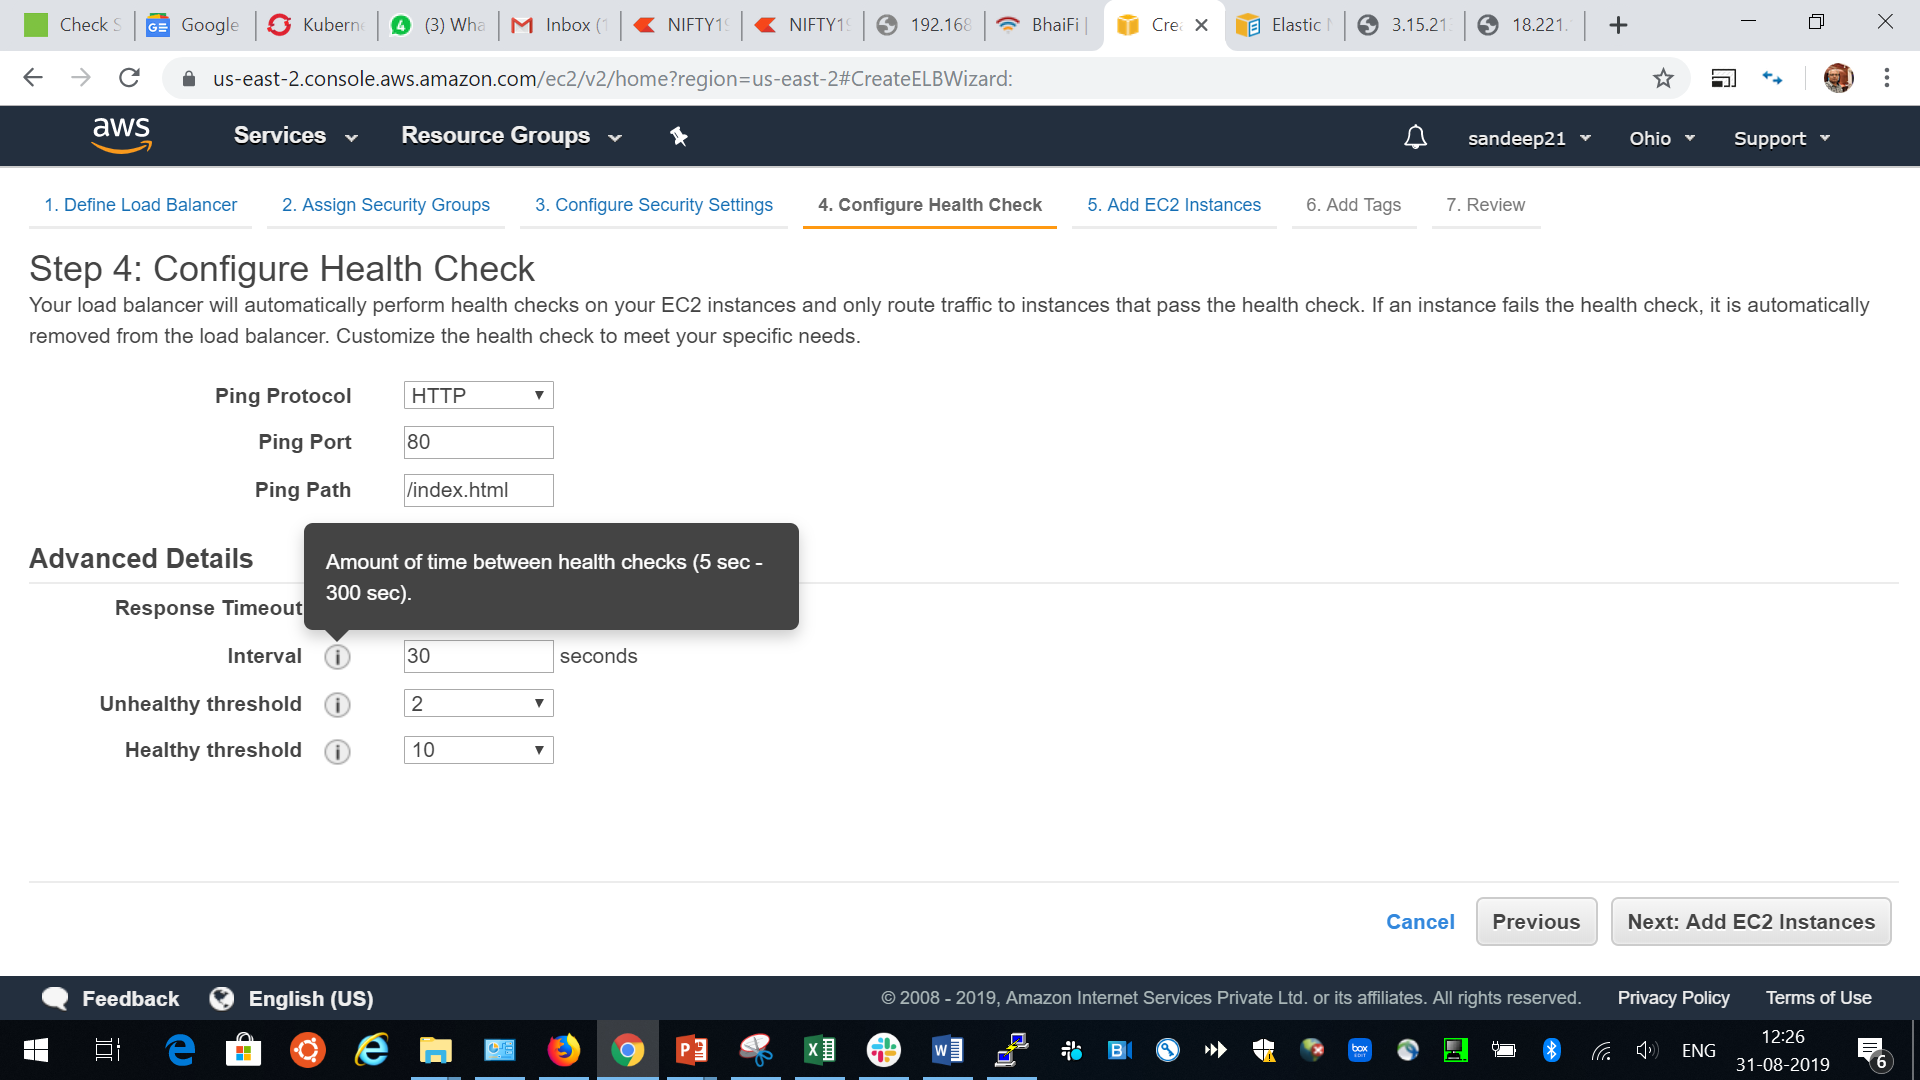 Check S
Google
Kuberne
(3) Wha
Inbox (1
NIFTY19
NIFTY19
192.168
BhaiFi |
Crea
Elastic
3.15.21
18.221.
us-east-2.console.aws.amazon.com/ec2/v2/home?region=us-east-2#CreateELBWizard:
aws
Services
Resource Groups
sandeep21
Ohio
Support
1. Define Load Balancer
2. Assign Security Groups
3. Configure Security Settings
4. Configure Health Check
5. Add EC2 Instances
6. Add Tags
7. Review
Step 4: Configure Health Check
Your load balancer will automatically perform health checks on your EC2 instances and only route traffic to instances that pass the health check. If an instance fails the health check, it is automatically
removed from the load balancer. Customize the health check to meet your specific needs.
Ping Protocol HTTP
Ping Port 80
Ping Path /index.html
Advanced Details
Amount of time between health checks (5 sec -
300 sec).
Response Timeout
Interval i 30 seconds
Unhealthy threshold i 2
Healthy threshold i 10
Cancel
Previous
Next: Add EC2 Instances
Feedback
English (US)
© 2008 - 2019, Amazon Internet Services Private Ltd. or its affiliates. All rights reserved.
Privacy Policy
Terms of Use
ENG
12:26
31-08-2019
6